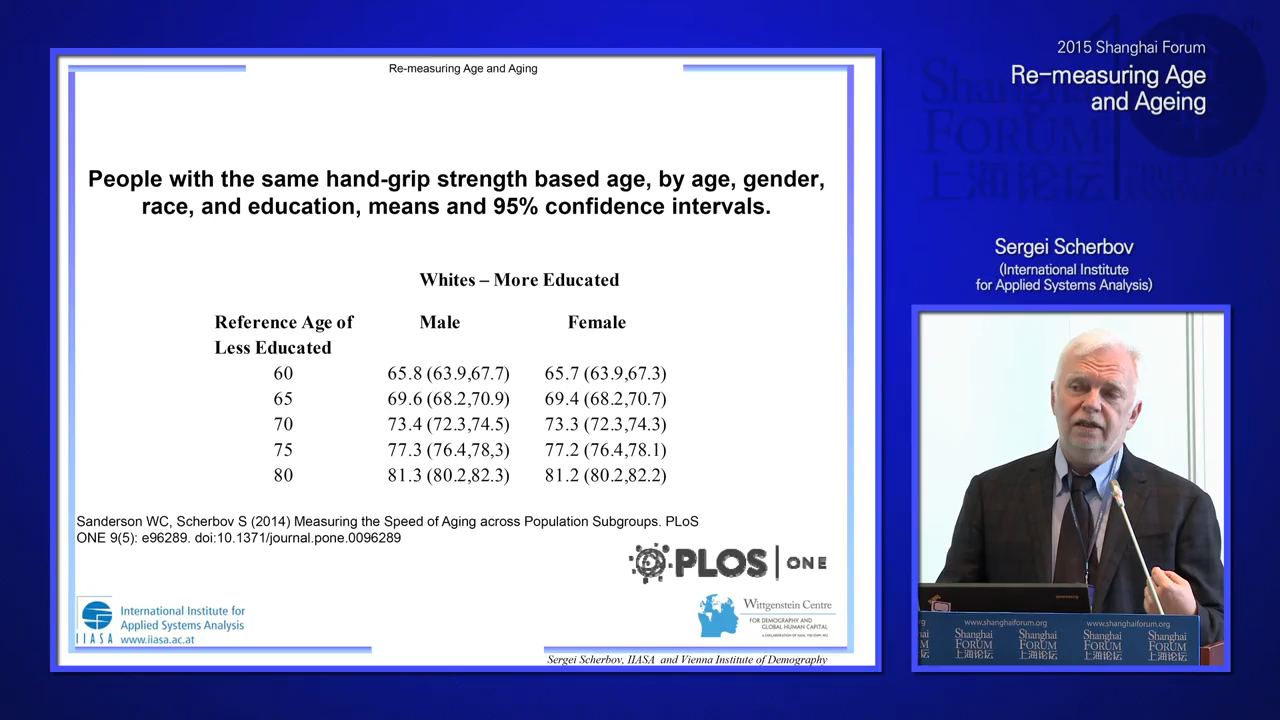 Re-measuring Age and Aging
People with the same hand-grip strength based age, by age, gender,
race, and education, means and 95% confidence intervals.
Whites – More Educated
Reference Age of Male Female
Less Educated
60 65.8 (63.9,67.7) 65.7 (63.9,67.3)
65 69.6 (68.2,70.9) 69.4 (68.2,70.7)
70 73.4 (72.3,74.5) 73.3 (72.3,74.3)
75 77.3 (76.4,78,3) 77.2 (76.4,78.1)
80 81.3 (80.2,82.3) 81.2 (80.2,82.2)
Sanderson WC, Scherbov S (2014) Measuring the Speed of Aging across Population Subgroups. PLoS
ONE 9(5): e96289. doi:10.1371/journal.pone.0096289
PLOS ONE
IIASA
International Institute for
Applied Systems Analysis
www.iiasa.ac.at
Wittgenstein Centre
FOR DEMOGRAPHY AND
GLOBAL HUMAN CAPITAL
Sergei Scherbov, IIASA and Vienna Institute of Demography
2015 Shanghai Forum
Re-measuring Age
and Ageing
Shanghai
FORUM
上海论坛
Sergei Scherbov
(International Institute
for Applied Systems Analysis)
www.shanghaiforum.org www.shanghaiforum.org
Shanghai Shanghai Shanghai
FORUM FORUM FORUM
上海论坛 上海论坛 上海论坛